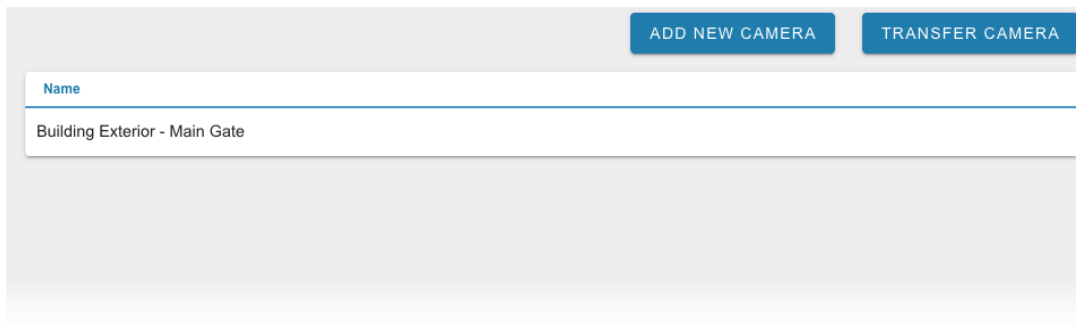 ADD NEW CAMERA TRANSFER CAMERA
Name
Building Exterior - Main Gate